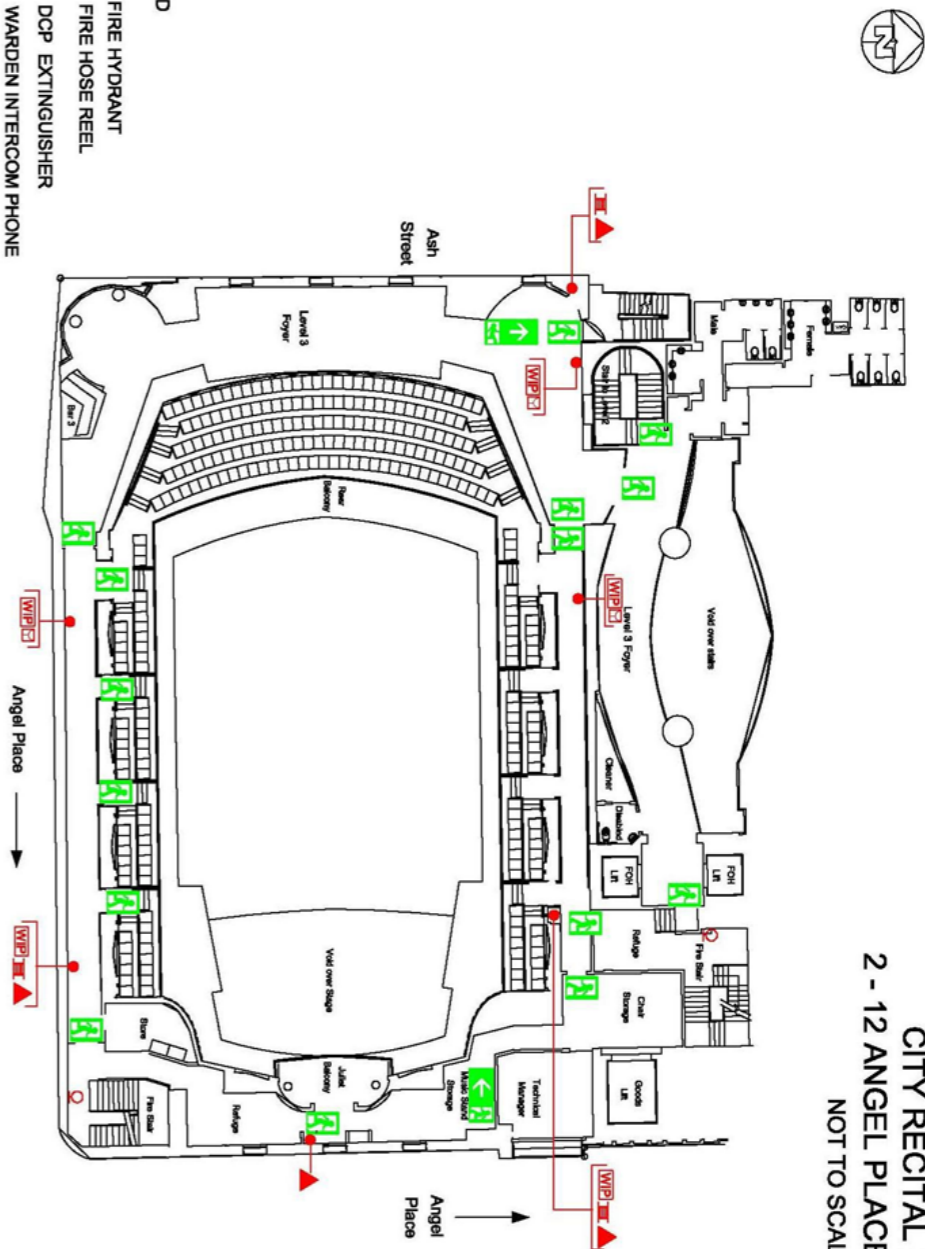 CITY RECITAL
2 - 12 ANGEL PLACE
NOT TO SCAL
N
Female
Male
Stair
Void over stairs
Level 3 Foyer
Cleaner
Disabled
FOH
Lift
FOH
Lift
Refuge
Fire Stair
Chair
Storage
Goods
Lift
Technical
Manager
Music Stand
Storage
Ash
Street
Level 3
Foyer
Bar 3
Rear
Balcony
Void over Stage
Juliet
Balcony
Store
Fire Stair
Refuge
WIP
WIP
WIP
WIP
WIP
Angel Place
Angel
Place
D
FIRE HYDRANT
FIRE HOSE REEL
DCP EXTINGUISHER
WARDEN INTERCOM PHONE